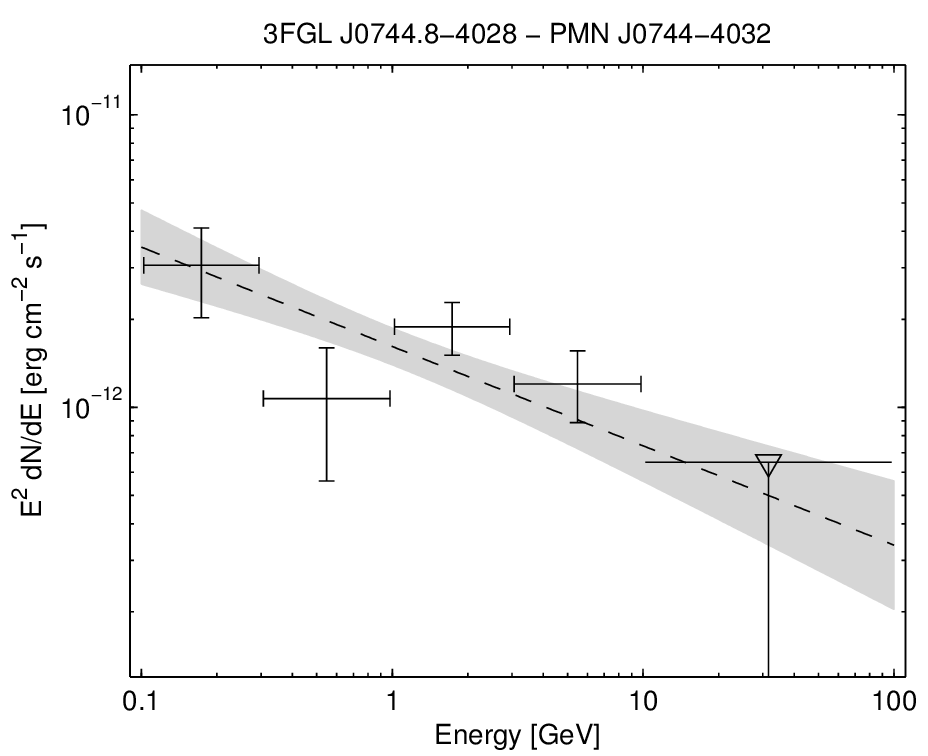 3FGL J0744.8−4028 − PMN J0744−4032
10⁻¹¹
10⁻¹²
E² dN/dE [erg cm⁻² s⁻¹]
0.1 1 10 100
Energy [GeV]